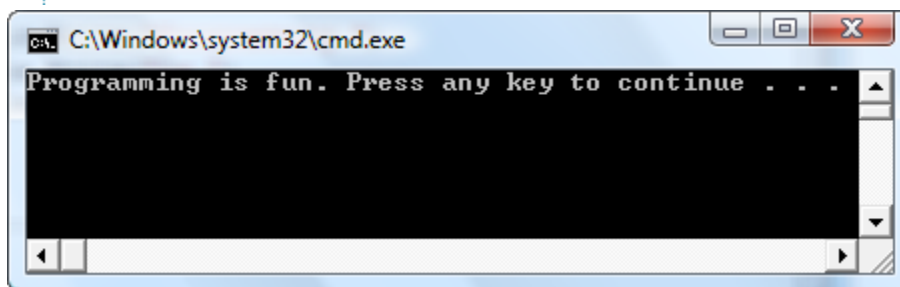 C:\Windows\system32\cmd.exe
Programming is fun. Press any key to continue . . .